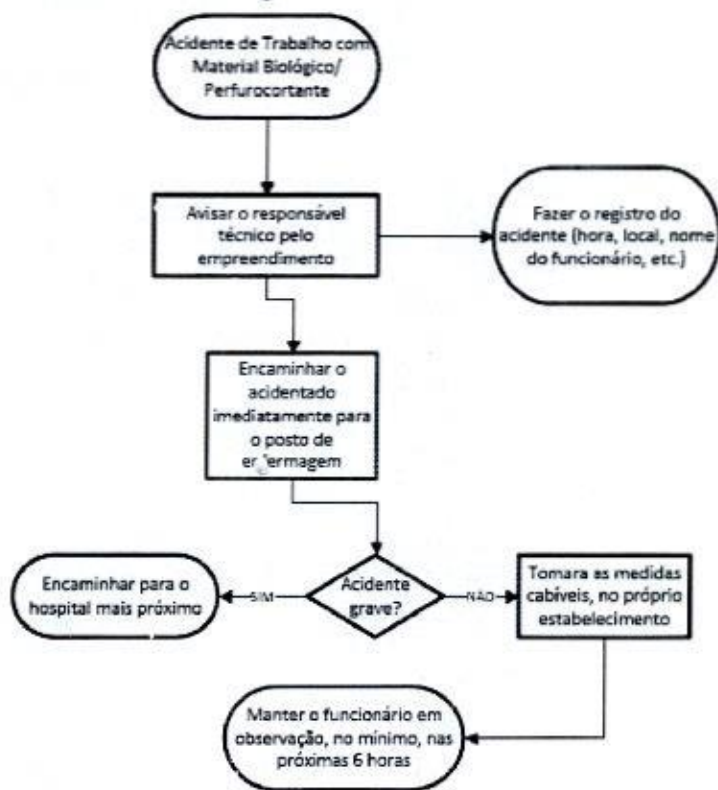 Acidente de Trabalho com
Material Biológico/
Perfurocortante
Avisar o responsável
técnico pelo
empreendimento
Fazer o registro do
acidente (hora, local, nome
do funcionário, etc.)
Encaminhar o
acidentado
imediatamente para
o posto de
enfermagem
Acidente
grave?
SIM
NÃO
Encaminhar para o
hospital mais próximo
Tomara as medidas
cabíveis, no próprio
estabelecimento
Manter o funcionário em
observação, no mínimo, nas
próximas 6 horas